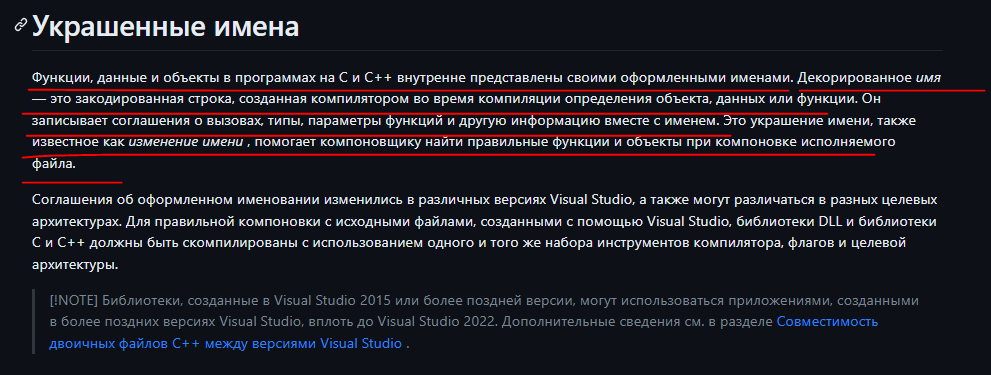 Украшенные имена
Функции, данные и объекты в программах на C и C++ внутренне представлены своими оформленными именами. Декорированное имя
— это закодированная строка, созданная компилятором во время компиляции определения объекта, данных или функции. Он
записывает соглашения о вызовах, типы, параметры функций и другую информацию вместе с именем. Это украшение имени, также
известное как изменение имени , помогает компоновщику найти правильные функции и объекты при компоновке исполняемого
файла.
Соглашения об оформленном именовании изменились в различных версиях Visual Studio, а также могут различаться в разных целевых
архитектурах. Для правильной компоновки с исходными файлами, созданными с помощью Visual Studio, библиотеки DLL и библиотеки
C и C++ должны быть скомпилированы с использованием одного и того же набора инструментов компилятора, флагов и целевой
архитектуры.
[!NOTE] Библиотеки, созданные в Visual Studio 2015 или более поздней версии, могут использоваться приложениями, созданными
в более поздних версиях Visual Studio, вплоть до Visual Studio 2022. Дополнительные сведения см. в разделе Совместимость
двоичных файлов C++ между версиями Visual Studio .